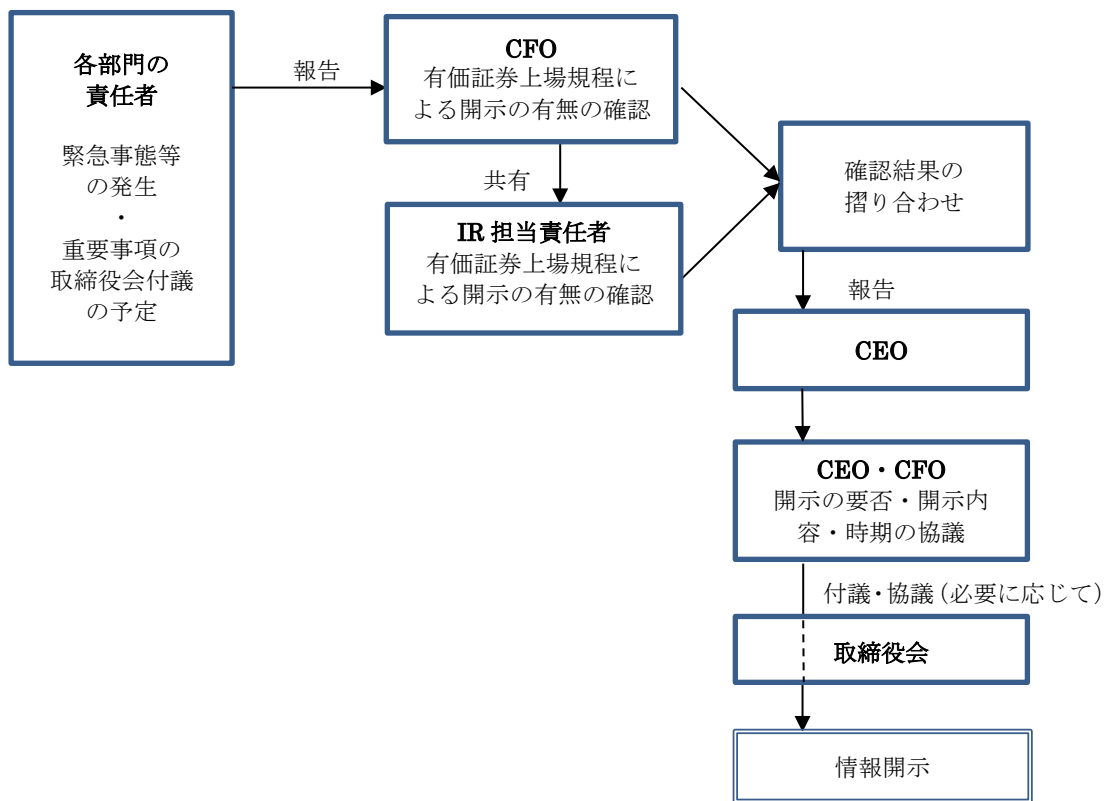 各部門の
責任者
緊急事態等
の発生
・
重要事項の
取締役会付議
の予定
報告
CFO
有価証券上場規程に
よる開示の有無の確認
共有
IR 担当責任者
有価証券上場規程に
よる開示の有無の確認
確認結果の
摺り合わせ
報告
CEO
CEO・CFO
開示の要否・開示内
容・時期の協議
付議・協議(必要に応じて)
取締役会
情報開示